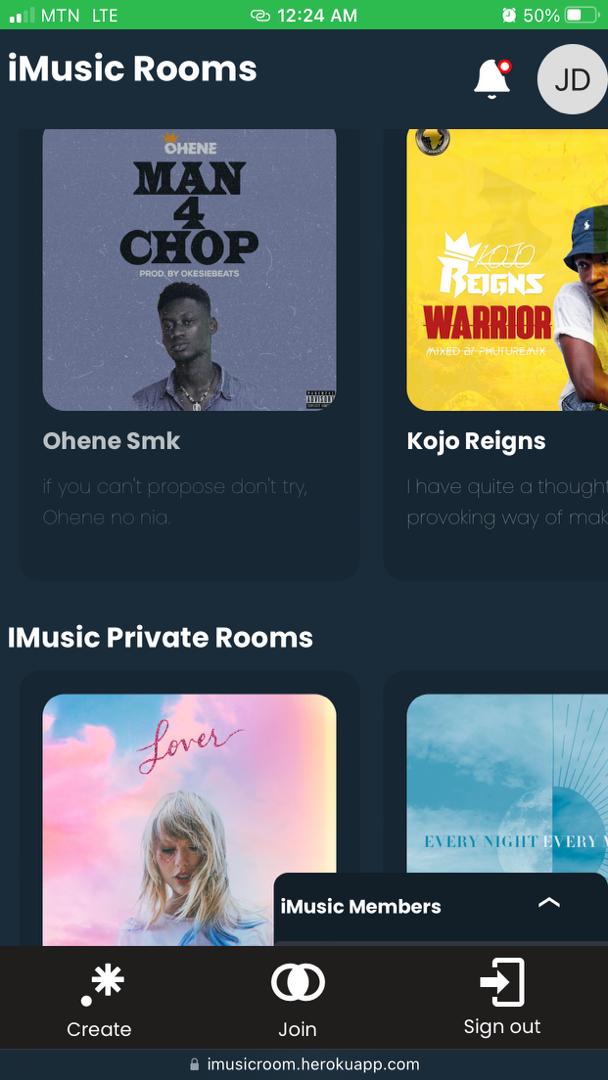 MTN LTE 12:24 AM 50%
iMusic Rooms
JD
OHENE
MAN
4
CHOP
PROD. BY OKESIEBEATS
KOJO
REIGNS
WARRIOR
MIXED BY PHUTUREMIX
Ohene Smk
if you can't propose don't try,
Ohene no nia.
Kojo Reigns
I have quite a thought
provoking way of mak
IMusic Private Rooms
Lover
EVERY NIGHT EVERY
iMusic Members
Create
Join
Sign out
imusicroom.herokuapp.com